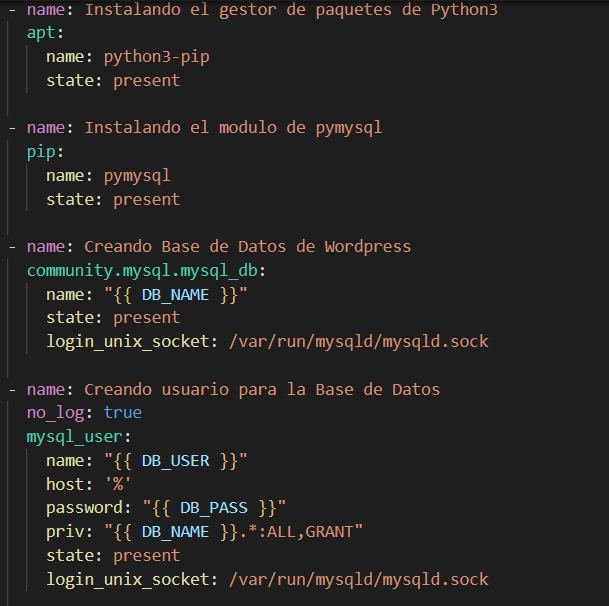 - name: Instalando el gestor de paquetes de Python3
  apt:
    name: python3-pip
    state: present

- name: Instalando el modulo de pymysql
  pip:
    name: pymysql
    state: present

- name: Creando Base de Datos de Wordpress
  community.mysql.mysql_db:
    name: "{{ DB_NAME }}"
    state: present
    login_unix_socket: /var/run/mysqld/mysqld.sock

- name: Creando usuario para la Base de Datos
  no_log: true
  mysql_user:
    name: "{{ DB_USER }}"
    host: '%'
    password: "{{ DB_PASS }}"
    priv: "{{ DB_NAME }}.*:ALL,GRANT"
    state: present
    login_unix_socket: /var/run/mysqld/mysqld.sock